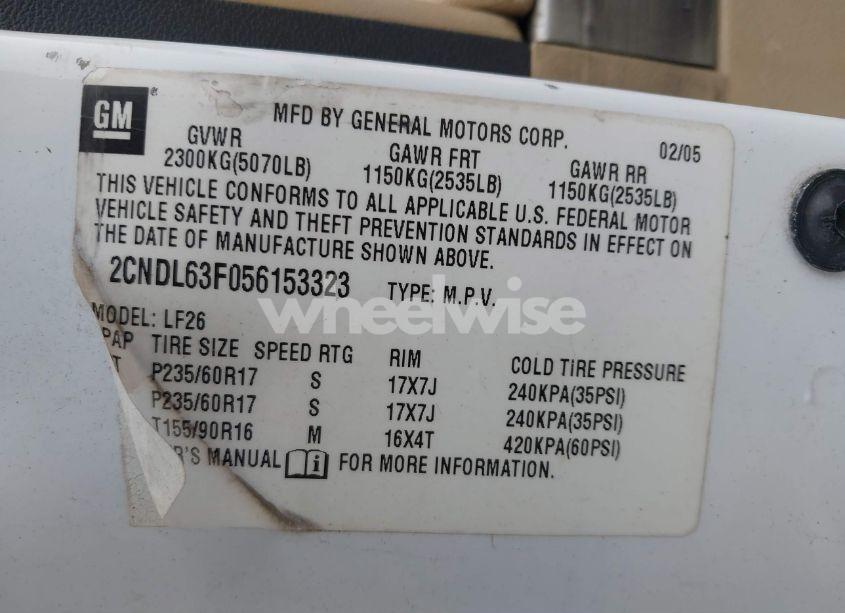 GM
MFD BY GENERAL MOTORS CORP. 02/05
GVWR GAWR FRT GAWR RR
2300KG(5070LB) 1150KG(2535LB) 1150KG(2535LB)
THIS VEHICLE CONFORMS TO ALL APPLICABLE U.S. FEDERAL MOTOR
VEHICLE SAFETY AND THEFT PREVENTION STANDARDS IN EFFECT ON
THE DATE OF MANUFACTURE SHOWN ABOVE.
2CNDL63F056153323 TYPE: M.P.V.
wheelwise
MODEL: LF26
PAP TIRE SIZE SPEED RTG RIM COLD TIRE PRESSURE
T P235/60R17 S 17X7J 240KPA(35PSI)
P235/60R17 S 17X7J 240KPA(35PSI)
T155/90R16 M 16X4T 420KPA(60PSI)
R'S MANUAL FOR MORE INFORMATION.